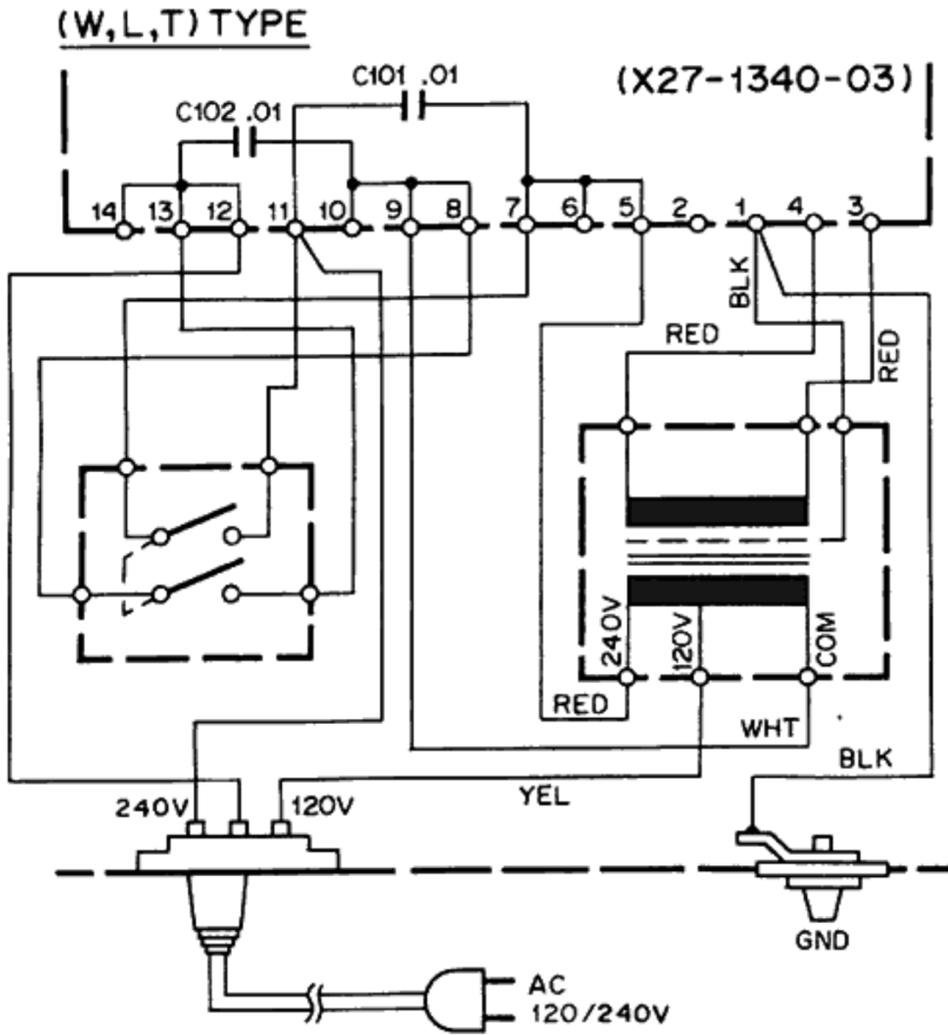 (W,L,T) TYPE
(X27-1340-03)
C101 .01
C102 .01
14 13 12 11 10 9 8 7 6 5 2 1 4 3
BLK
RED
RED
240V
120V
COM
RED
WHT
BLK
YEL
240V
120V
GND
AC
120/240V